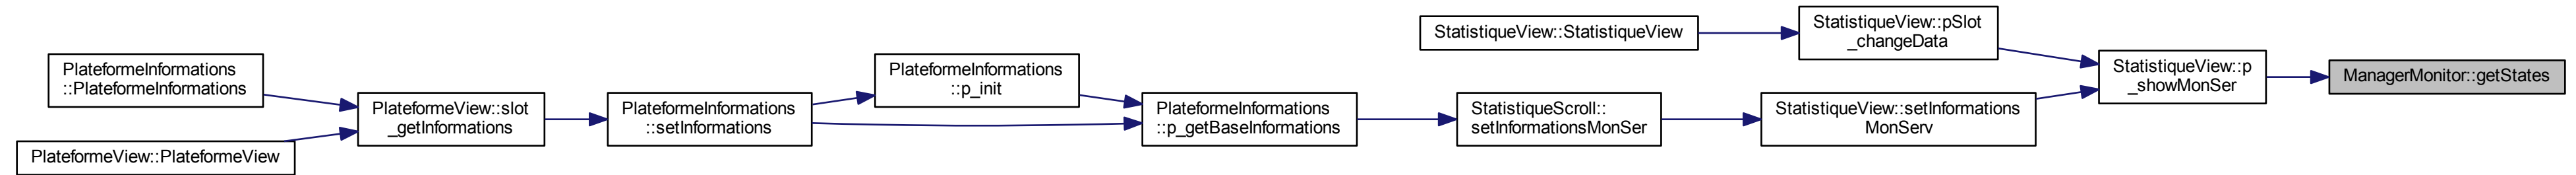 PlateformeInformations
::PlateformeInformations
PlateformeView::PlateformeView
PlateformeView::slot
_getInformations
PlateformeInformations
::setInformations
PlateformeInformations
::p_init
PlateformeInformations
::p_getBaseInformations
StatistiqueView::StatistiqueView
StatistiqueScroll::
setInformationsMonSer
StatistiqueView::pSlot
_changeData
StatistiqueView::setInformations
MonServ
StatistiqueView::p
_showMonSer
ManagerMonitor::getStates